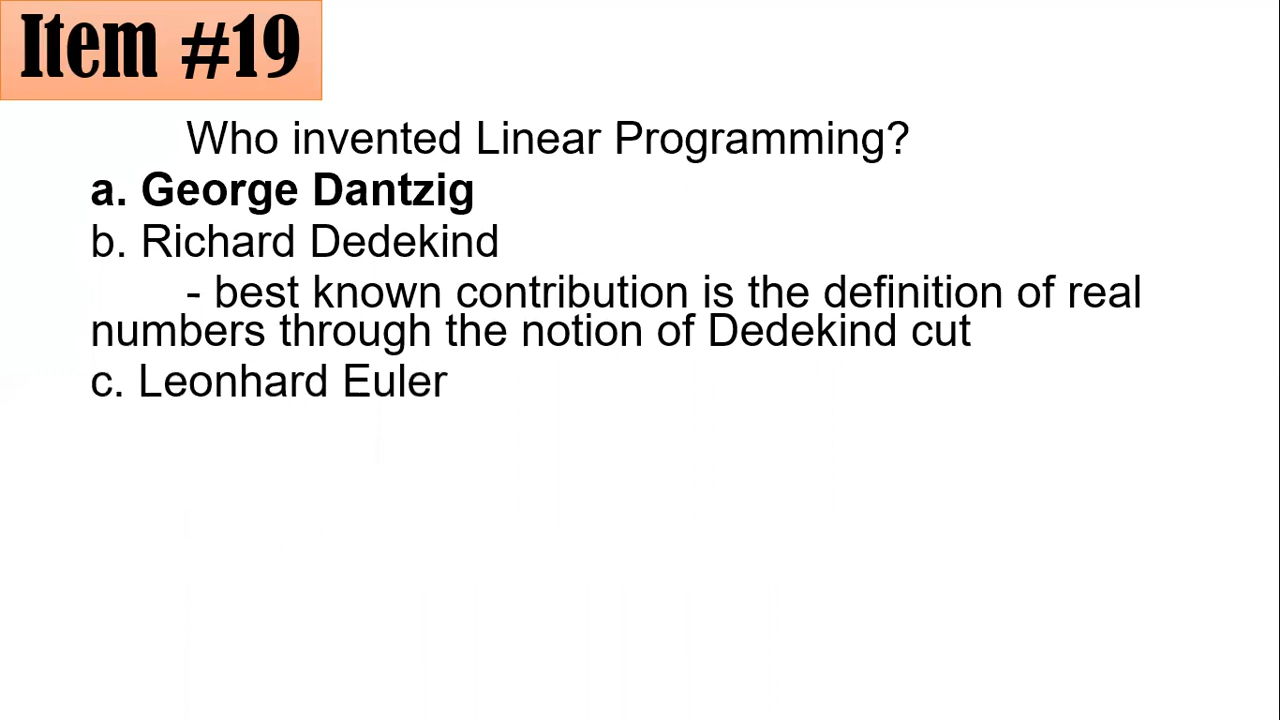 Item #19
Who invented Linear Programming?
a. George Dantzig
b. Richard Dedekind
- best known contribution is the definition of real
numbers through the notion of Dedekind cut
c. Leonhard Euler